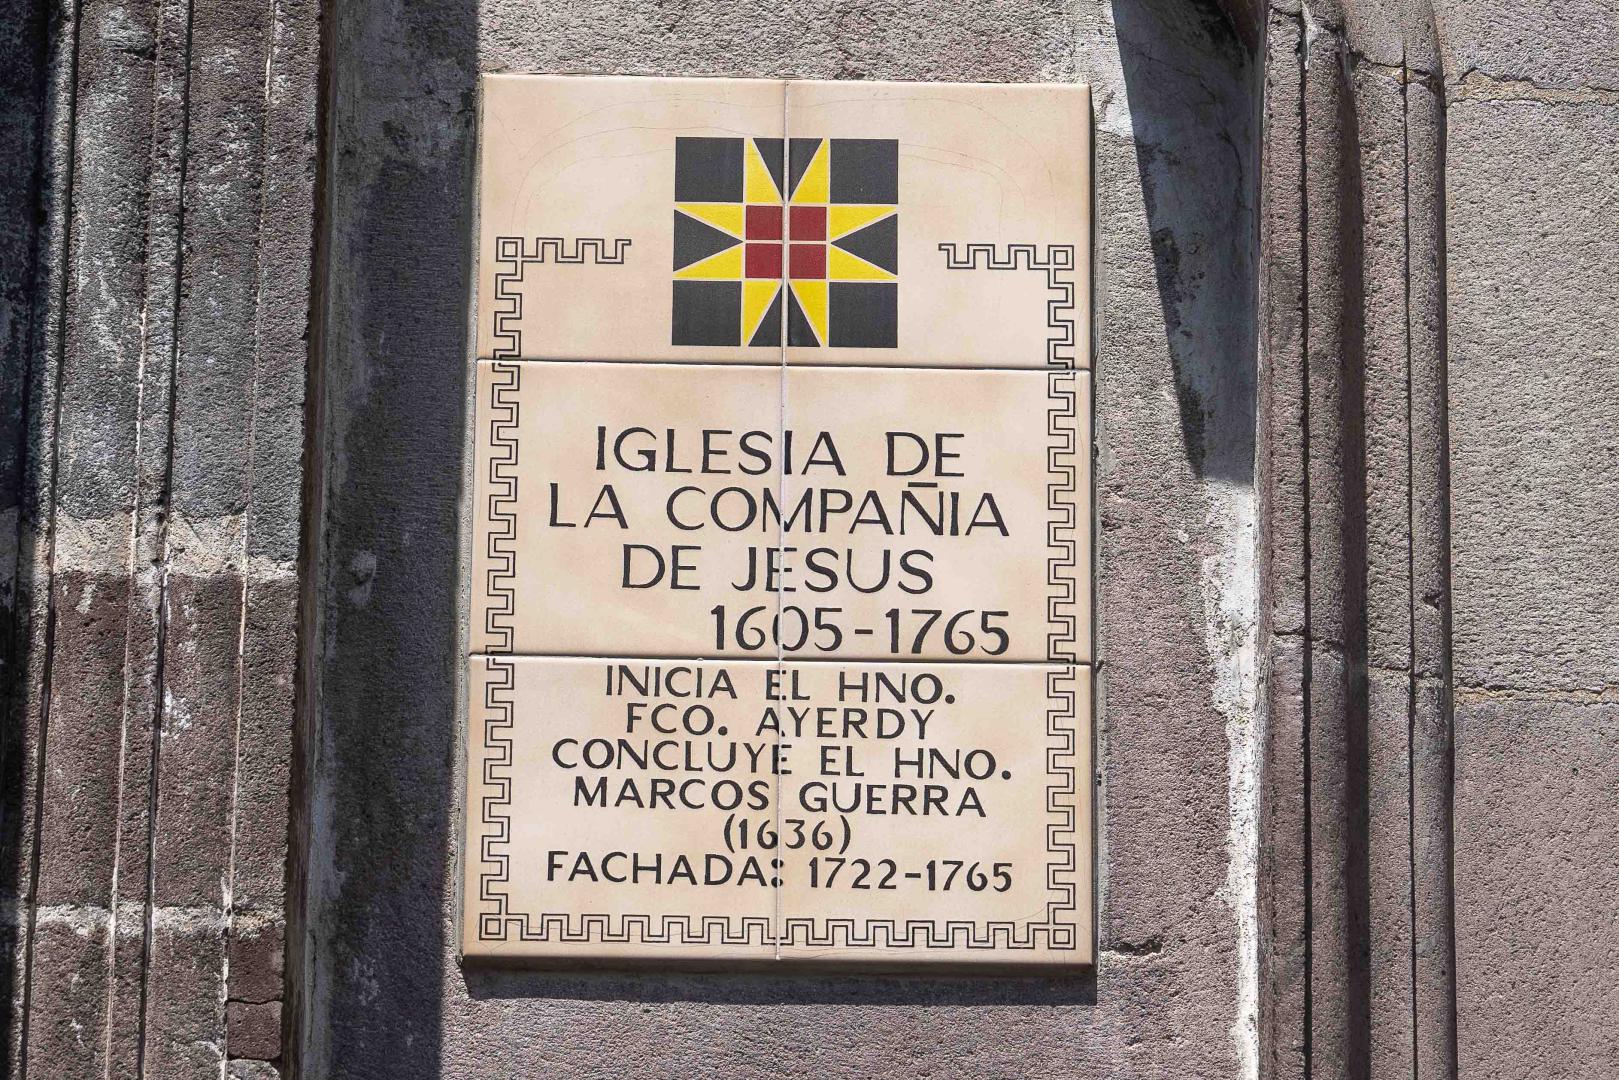 IGLESIA DE
LA COMPAÑIA
DE JESUS
1605-1765
INICIA EL HNO.
FCO. AYERDY
CONCLUYE EL HNO.
MARCOS GUERRA
(1636)
FACHADA: 1722-1765